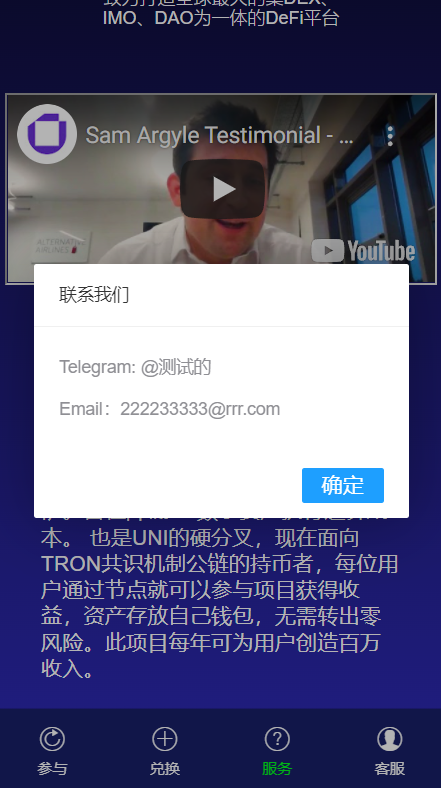 IMO、DAO为一体的DeFi平台
Sam Argyle Testimonial - …
ALTERNATIVE
AIRLINES
YouTube
联系我们
Telegram: @测试的
Email：222233333@rrr.com
确定
本。 也是UNI的硬分叉，现在面向
TRON共识机制公链的持币者，每位用
户通过节点就可以参与项目获得收
益，资产存放自己钱包，无需转出零
风险。此项目每年可为用户创造百万
收入。
参与
兑换
服务
客服